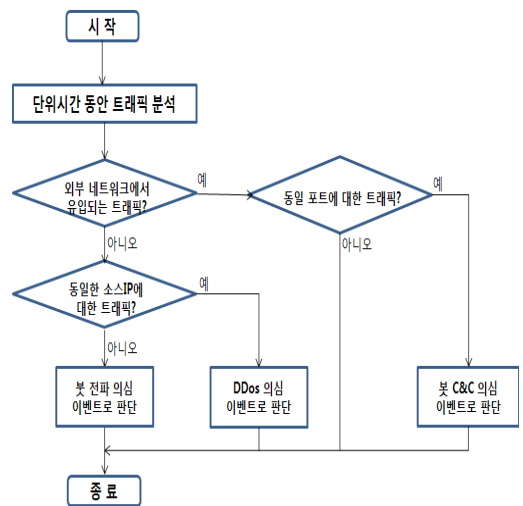 시 작
단위시간 동안 트래픽 분석
외부 네트워크에서
유입되는 트래픽?
예
동일 포트에 대한 트래픽?
예
아니오
아니오
동일한 소스IP에
대한 트래픽?
예
아니오
봇 전파 의심
이벤트로 판단
DDos 의심
이벤트로 판단
봇 C&C 의심
이벤트로 판단
종 료